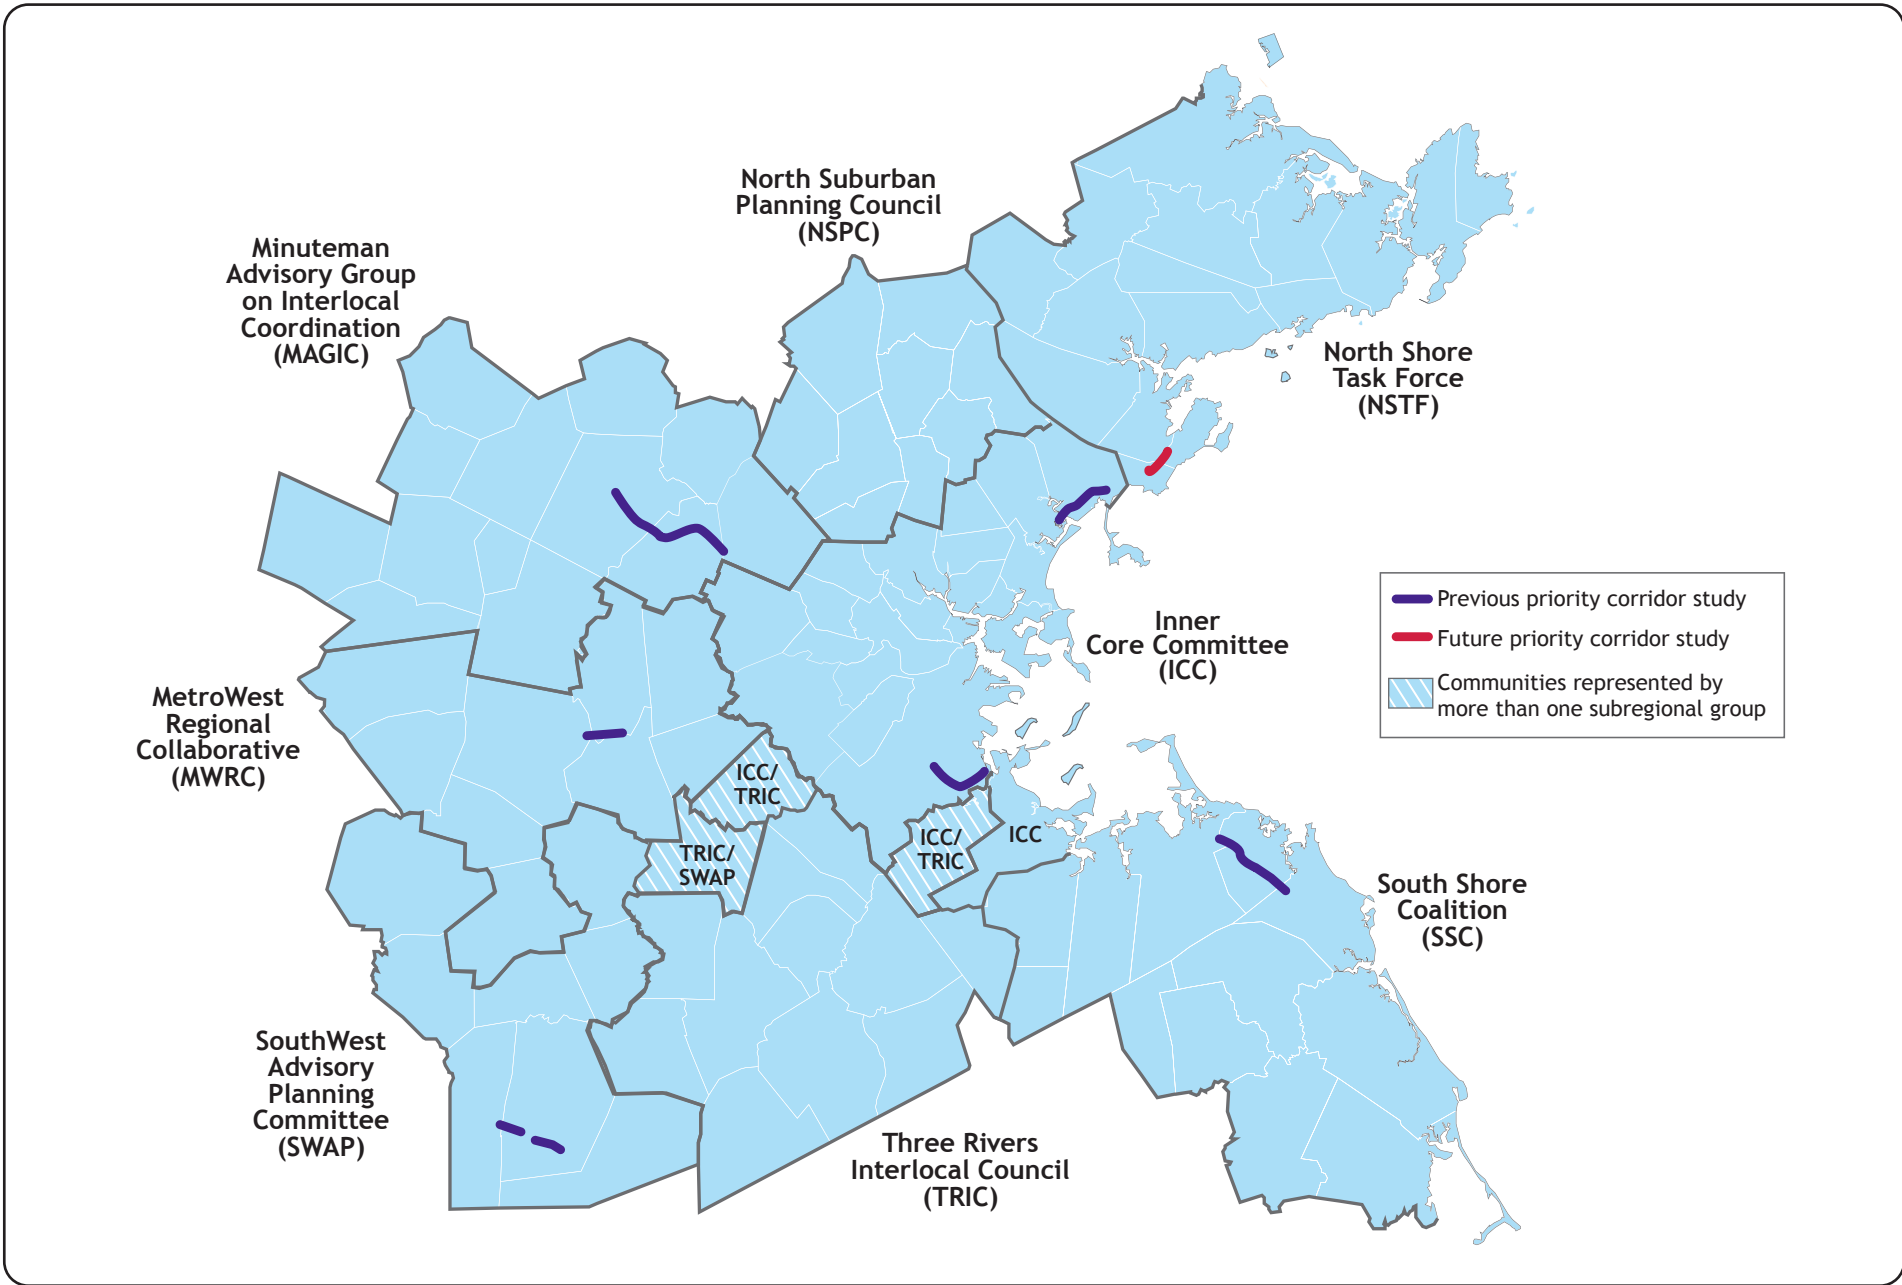 North Suburban
Planning Council
(NSPC)
Minuteman
Advisory Group
on Interlocal
Coordination
(MAGIC)
North Shore
Task Force
(NSTF)
Previous priority corridor study
Future priority corridor study
Communities represented by
more than one subregional group
Inner
Core Committee
(ICC)
MetroWest
Regional
Collaborative
(MWRC)
ICC/
TRIC
ICC/
TRIC
ICC
TRIC/
SWAP
South Shore
Coalition
(SSC)
SouthWest
Advisory
Planning
Committee
(SWAP)
Three Rivers
Interlocal Council
(TRIC)